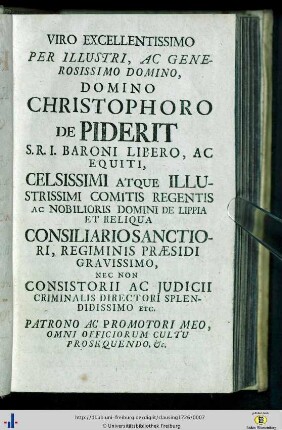 VIRO EXCELLENTISSIMO
PER ILLUSTRI, AC GENE-
ROSISSIMO DOMINO,
DOMINO
CHRISTOPHORO
DE PIDERIT
S.R.I. BARONI LIBERO, AC
EQUITI,
CELSISSIMI ATQUE ILLU-
STRISSIMI COMITIS REGENTIS
AC NOBILIORIS DOMINI DE LIPPIA
ET RELIQUA
CONSILIARIO SANCTIO-
RI, REGIMINIS PRÆSIDI
GRAVISSIMO,
NEC NON
CONSISTORII AC JUDICII
CRIMINALIS DIRECTORI SPLEN-
DIDISSIMO ETC.
PATRONO AC PROMOTORI MEO,
OMNI OFFICIORUM CULTU
PROSEQUENDO, &c.
© Universitätsbibliothek Freiburg